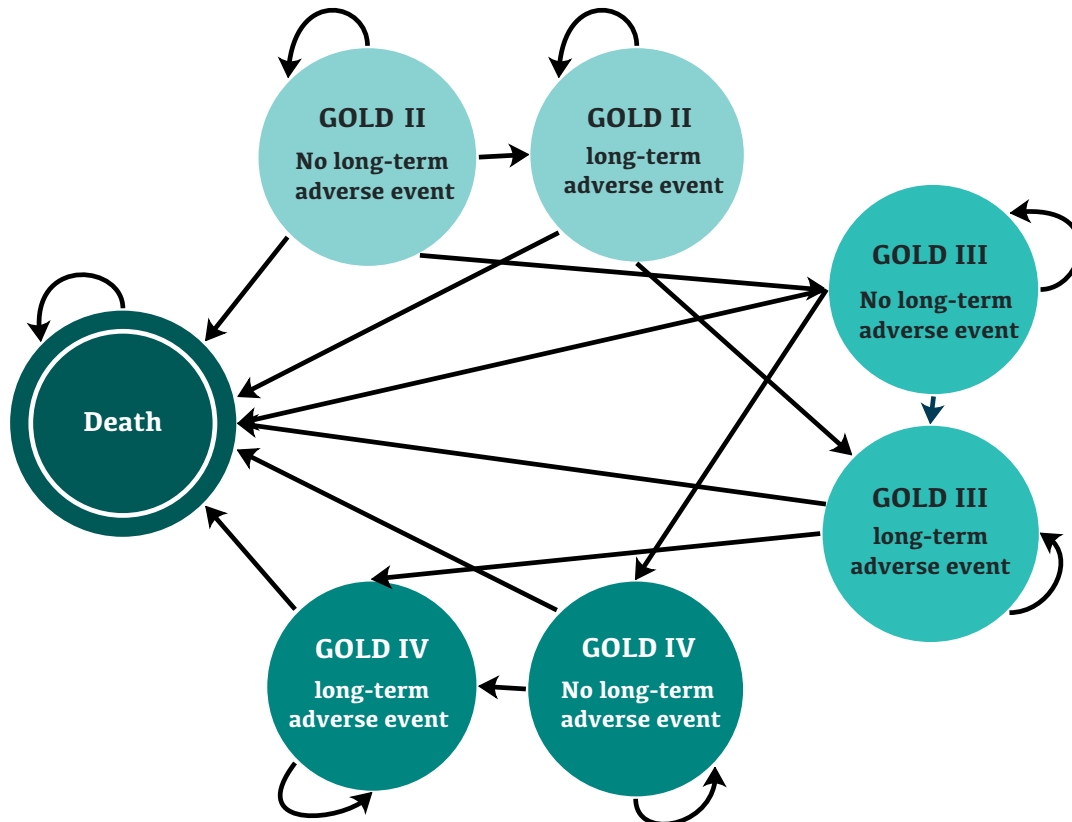 GOLD II
No long-term
adverse event
GOLD II
long-term
adverse event
GOLD III
No long-term
adverse event
Death
GOLD III
long-term
adverse event
GOLD IV
long-term
adverse event
GOLD IV
No long-term
adverse event